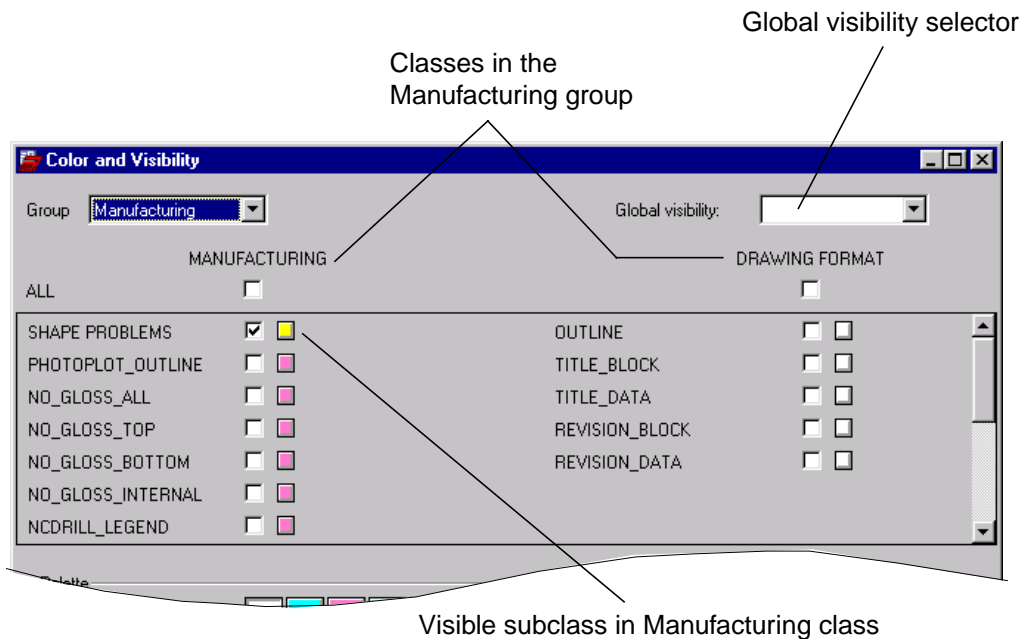 Global visibility selector
Classes in the
Manufacturing group
Color and Visibility
Group Manufacturing Global visibility:
MANUFACTURING DRAWING FORMAT
ALL
SHAPE PROBLEMS OUTLINE
PHOTOPLOT_OUTLINE TITLE_BLOCK
NO_GLOSS_ALL TITLE_DATA
NO_GLOSS_TOP REVISION_BLOCK
NO_GLOSS_BOTTOM REVISION_DATA
NO_GLOSS_INTERNAL
NCDRILL_LEGEND
Palette
Visible subclass in Manufacturing class